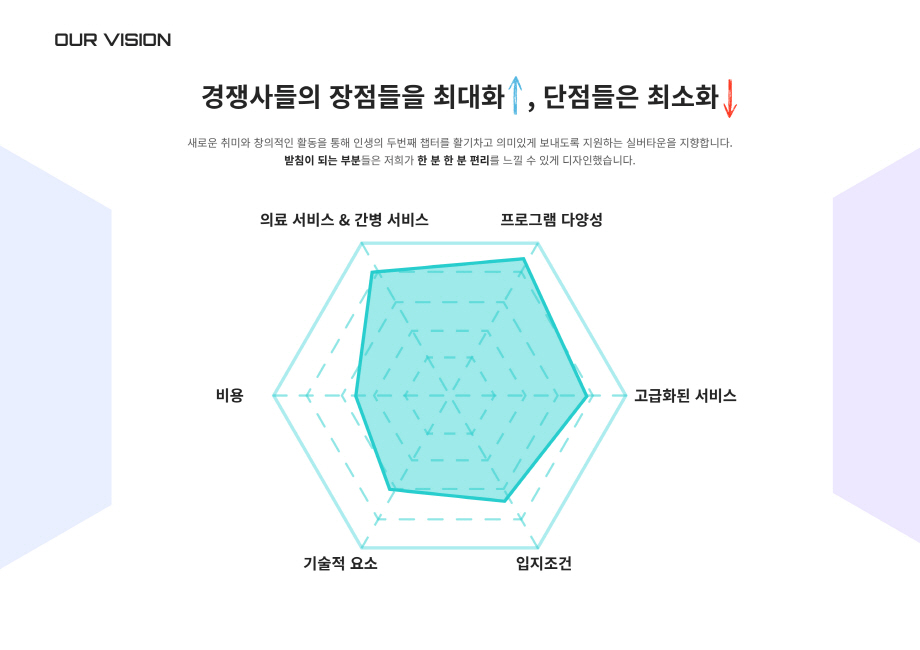 OUR VISION
경쟁사들의 장점들을 최대화 , 단점들은 최소화
새로운 취미와 창의적인 활동을 통해 인생의 두번째 챕터를 활기차고 의미있게 보내도록 지원하는 실버타운을 지향합니다.
받침이 되는 부분들은 저희가 한 분 한 분 편리를 느낄 수 있게 디자인했습니다.
의료 서비스 & 간병 서비스
프로그램 다양성
비용
고급화된 서비스
기술적 요소
입지조건